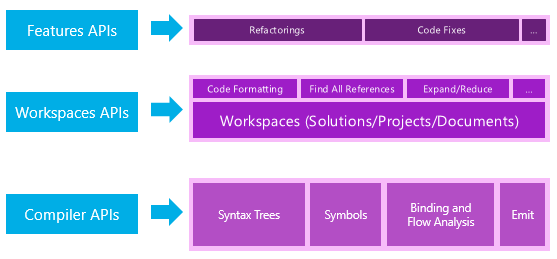 Features APIs
Refactorings
Code Fixes
...
Workspaces APIs
Code Formatting
Find All References
Expand/Reduce
...
Workspaces (Solutions/Projects/Documents)
Compiler APIs
Syntax Trees
Symbols
Binding and
Flow Analysis
Emit